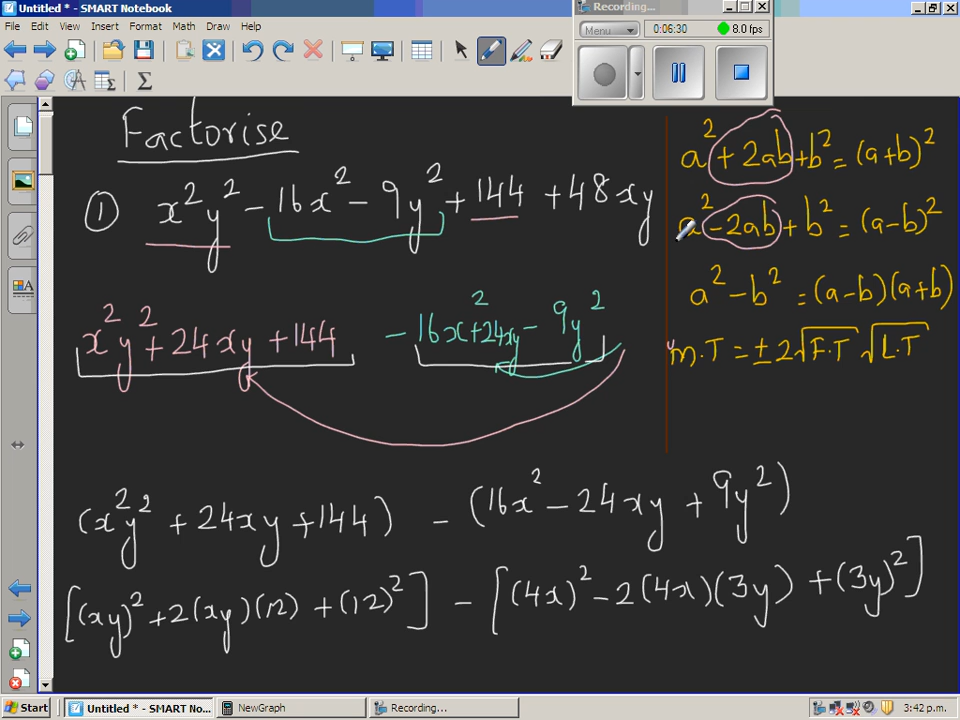 Untitled * - SMART Notebook
Recording...
File Edit View Insert Format Math Draw Help
Menu
0:06:30
8.0 fps
Factorise
① x²y² - 16x² - 9y² + 144 + 48xy
x²y² + 24xy + 144 - 16x² + 24xy - 9y²
(x²y² + 24xy + 144) - (16x² - 24xy + 9y²)
[(xy)² + 2(xy)(12) + (12)²] - [(4x)² - 2(4x)(3y) + (3y)²]
a² + 2ab + b² = (a+b)²
a² - 2ab + b² = (a-b)²
a² - b² = (a-b)(a+b)
m.T = ±2√F.T √L.T
Start
Untitled * - SMART No...
NewGraph
Recording...
3:42 p.m.